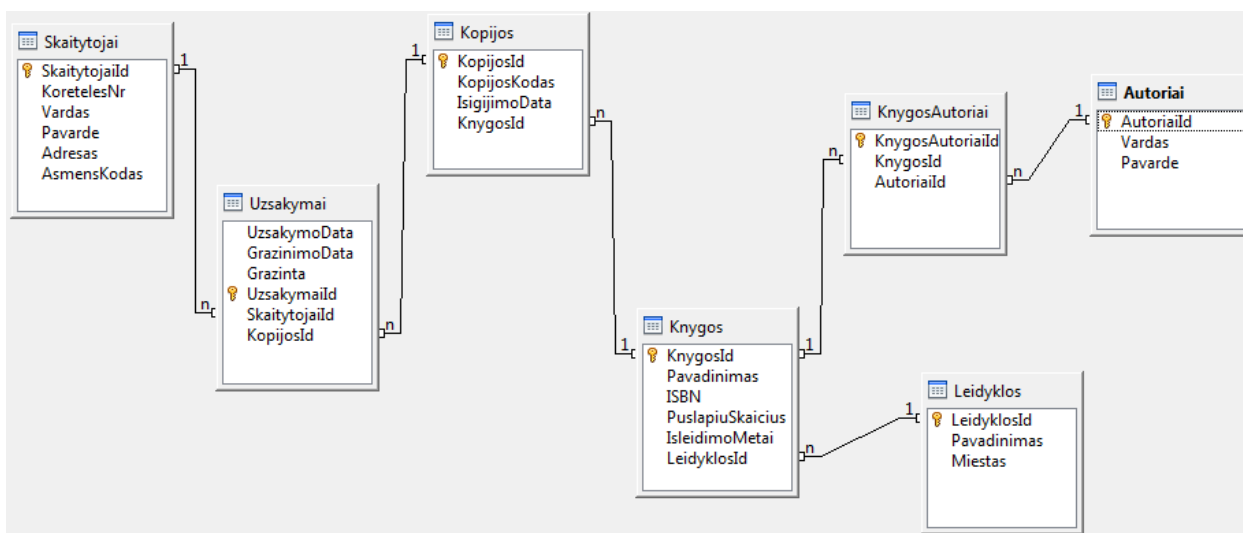 Skaitytojai
SkaitytojaiId
KoretelesNr
Vardas
Pavarde
Adresas
AsmensKodas
1
n
Uzsakymai
UzsakymoData
GrazinimoData
Grazinta
UzsakymaiId
SkaitytojaiId
KopijosId
n
1
Kopijos
KopijosId
KopijosKodas
IsigijimoData
KnygosId
n
1
Knygos
KnygosId
Pavadinimas
ISBN
PuslapiuSkaicius
IsleidimoMetai
LeidyklosId
1
n
n
KnygosAutoriai
KnygosAutoriaiId
KnygosId
AutoriaiId
n
1
Autoriai
AutoriaiId
Vardas
Pavarde
1
Leidyklos
LeidyklosId
Pavadinimas
Miestas